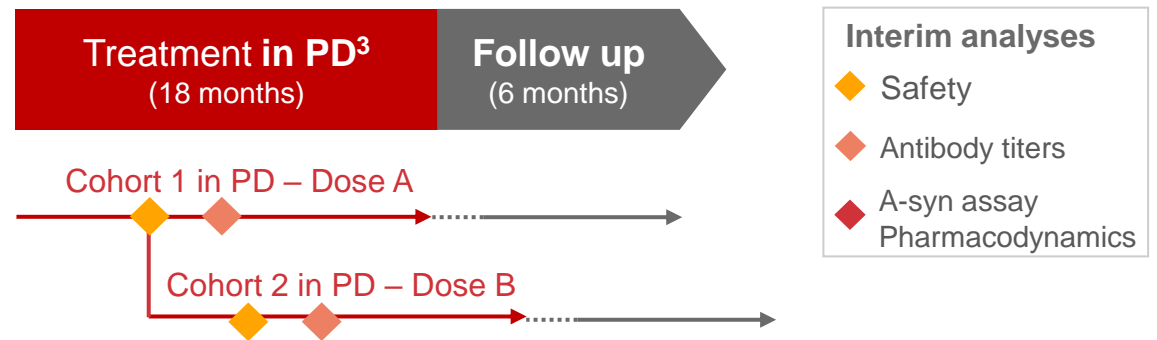 Treatment in PD³
(18 months)
Follow up
(6 months)
Interim analyses
Safety
Antibody titers
A-syn assay
Pharmacodynamics
Cohort 1 in PD – Dose A
Cohort 2 in PD – Dose B